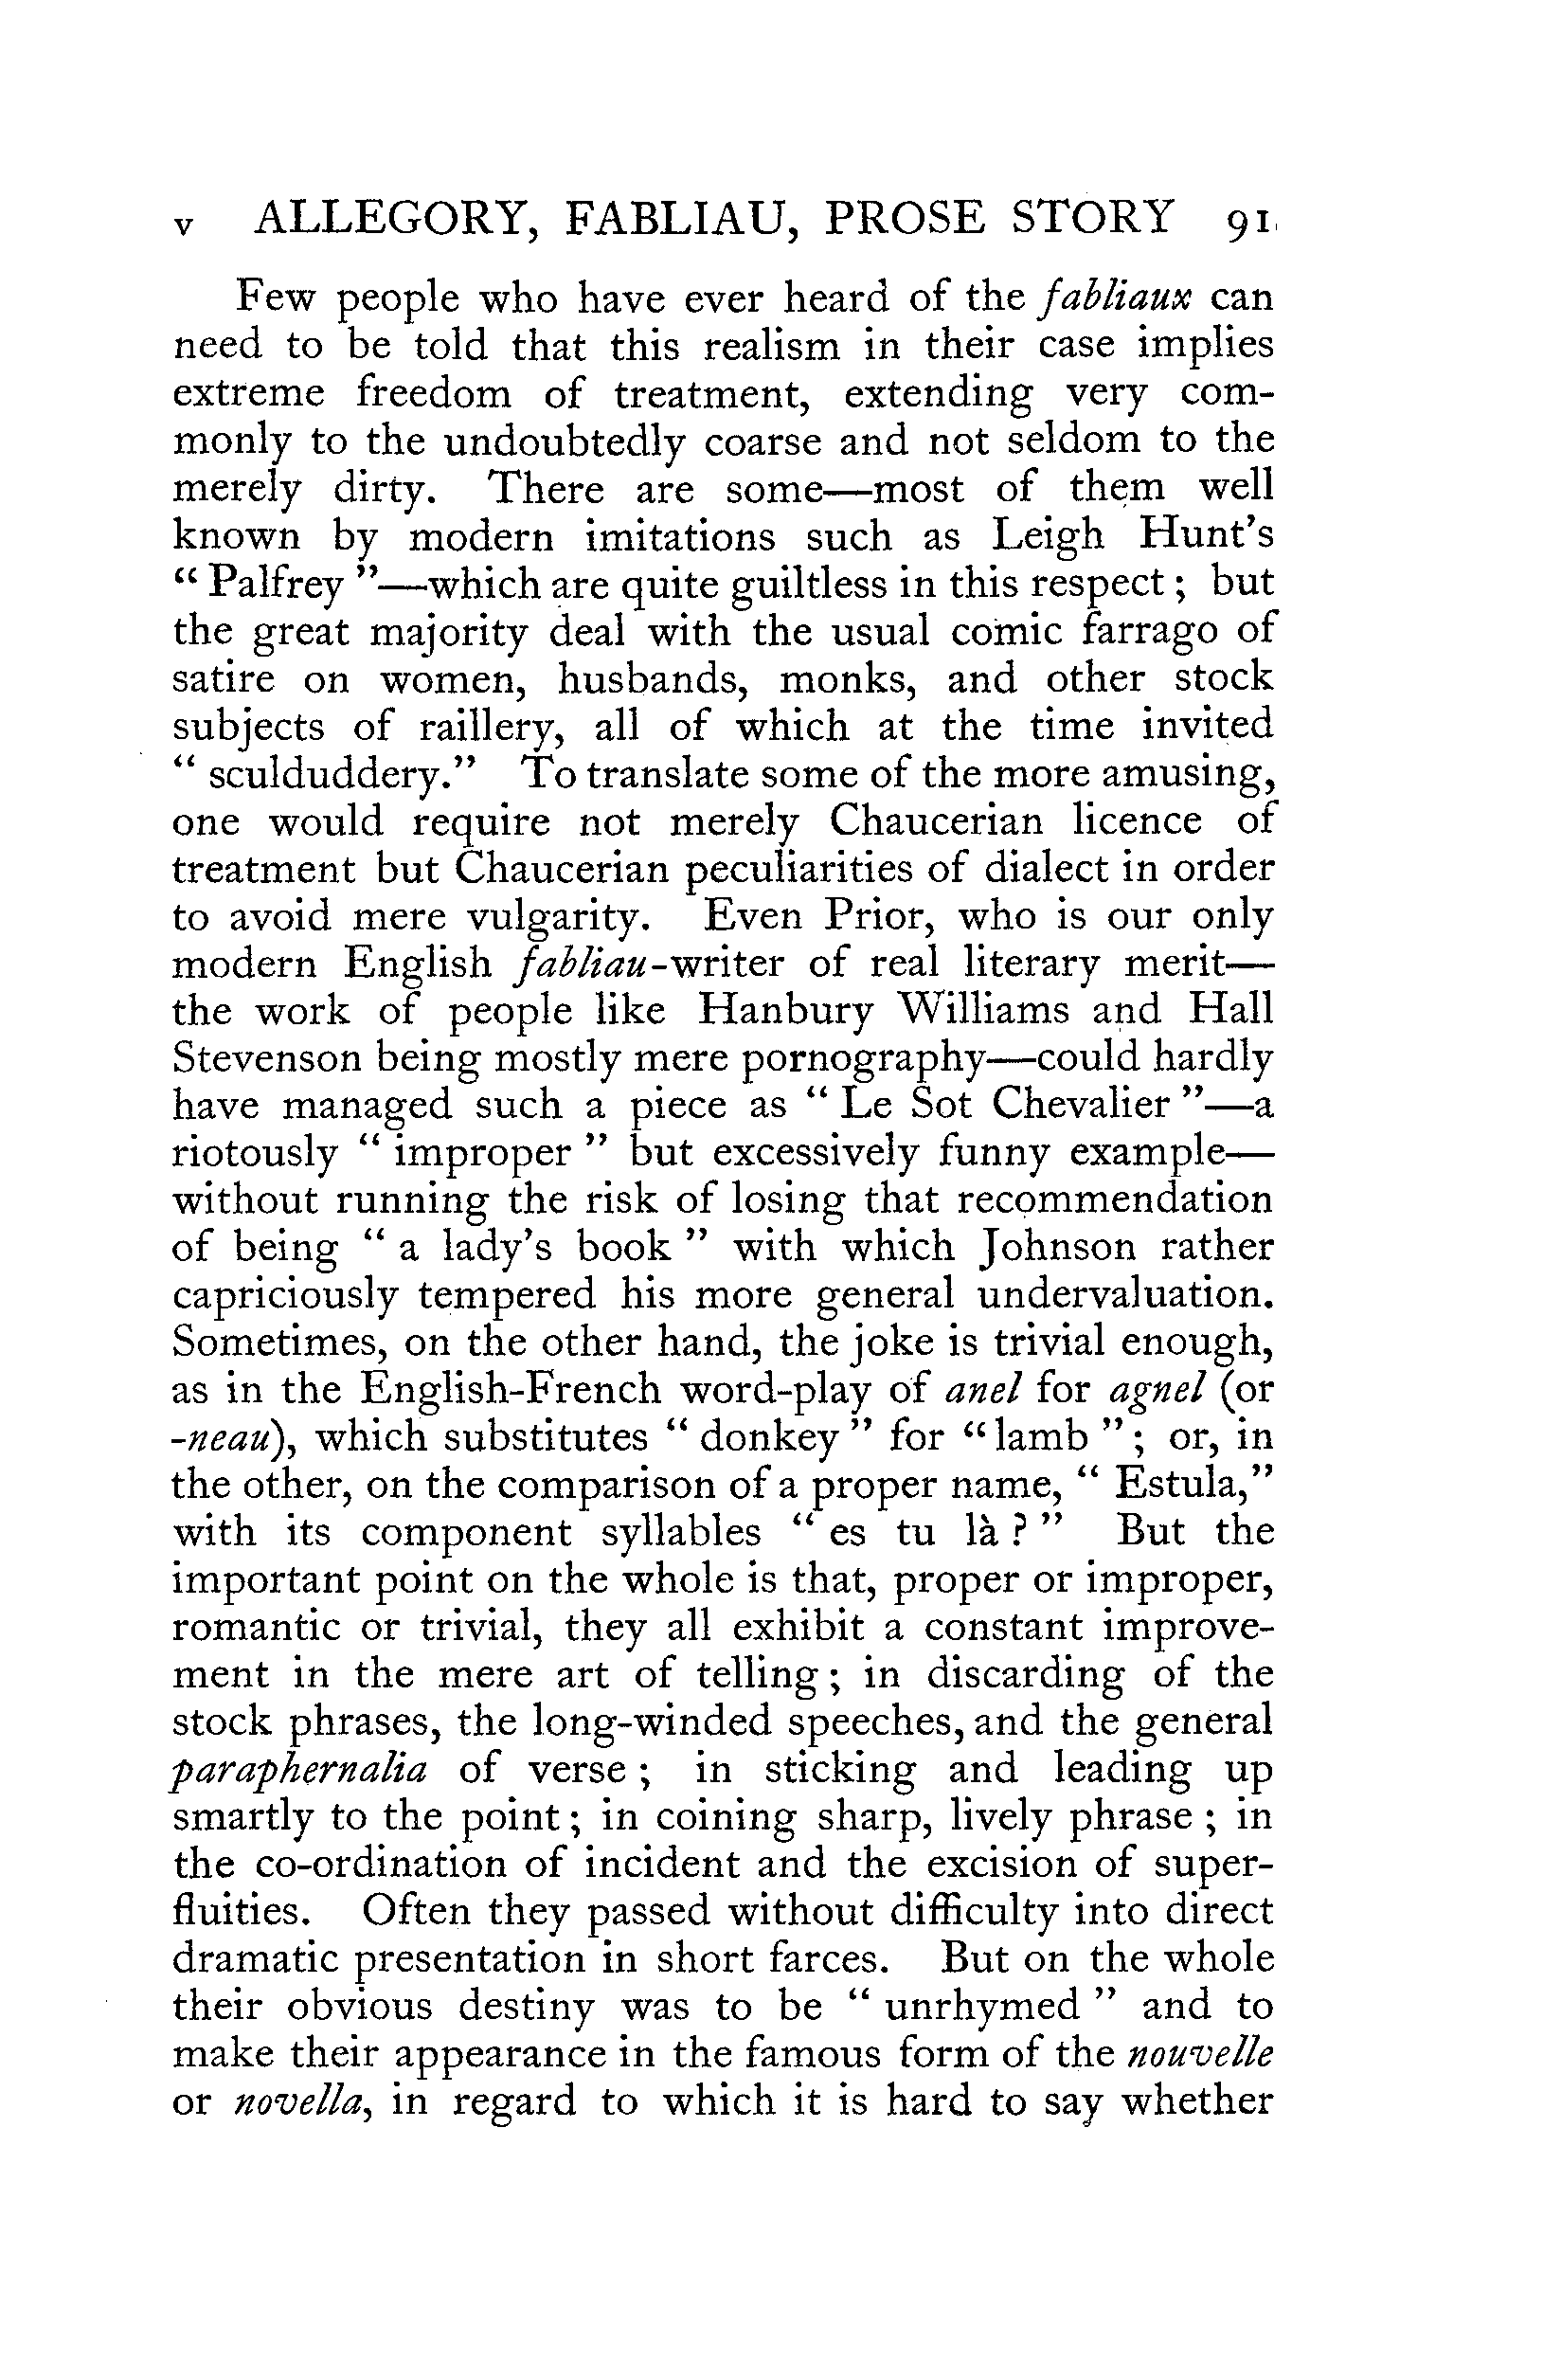 v ALLEGORY, FABLIAU, PROSE STORY 91
Few people who have ever heard of the fabliaux can
need to be told that this realism in their case implies
extreme freedom of treatment, extending very com-
monly to the undoubtedly coarse and not seldom to the
merely dirty. There are some—most of them well
known by modern imitations such as Leigh Hunt's
“ Palfrey ”—which are quite guiltless in this respect ; but
the great majority deal with the usual comic farrago of
satire on women, husbands, monks, and other stock
subjects of raillery, all of which at the time invited
“ sculduddery.” To translate some of the more amusing,
one would require not merely Chaucerian licence of
treatment but Chaucerian peculiarities of dialect in order
to avoid mere vulgarity. Even Prior, who is our only
modern English fabliau-writer of real literary merit—
the work of people like Hanbury Williams and Hall
Stevenson being mostly mere pornography—could hardly
have managed such a piece as “ Le Sot Chevalier ”—a
riotously “ improper ” but excessively funny example—
without running the risk of losing that recommendation
of being “ a lady's book ” with which Johnson rather
capriciously tempered his more general undervaluation.
Sometimes, on the other hand, the joke is trivial enough,
as in the English-French word-play of anel for agnel (or
-neau), which substitutes “ donkey ” for “ lamb ” ; or, in
the other, on the comparison of a proper name, “ Estula,”
with its component syllables “ es tu là ? ” But the
important point on the whole is that, proper or improper,
romantic or trivial, they all exhibit a constant improve-
ment in the mere art of telling ; in discarding of the
stock phrases, the long-winded speeches, and the general
paraphernalia of verse ; in sticking and leading up
smartly to the point ; in coining sharp, lively phrase ; in
the co-ordination of incident and the excision of super-
fluities. Often they passed without difficulty into direct
dramatic presentation in short farces. But on the whole
their obvious destiny was to be “ unrhymed ” and to
make their appearance in the famous form of the nouvelle
or novella, in regard to which it is hard to say whether